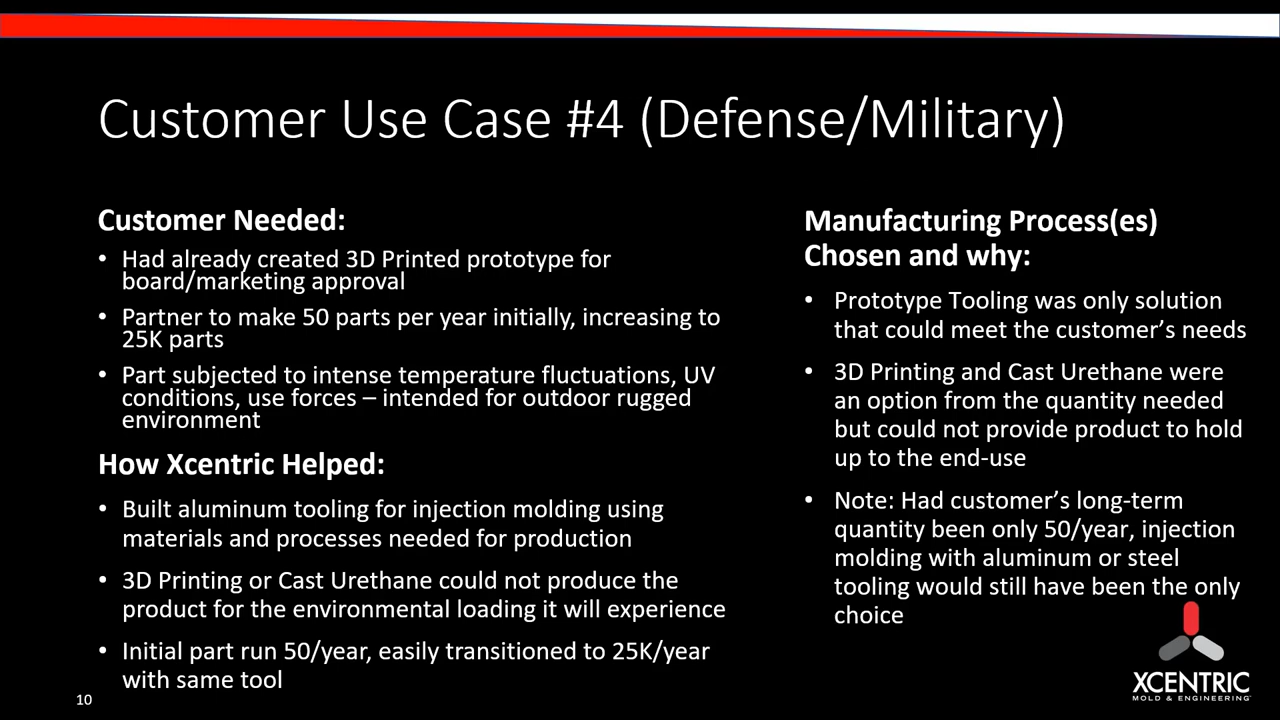 Customer Use Case #4 (Defense/Military)
Customer Needed:
• Had already created 3D Printed prototype for
board/marketing approval
• Partner to make 50 parts per year initially, increasing to
25K parts
• Part subjected to intense temperature fluctuations, UV
conditions, use forces – intended for outdoor rugged
environment
How Xcentric Helped:
• Built aluminum tooling for injection molding using
materials and processes needed for production
• 3D Printing or Cast Urethane could not produce the
product for the environmental loading it will experience
• Initial part run 50/year, easily transitioned to 25K/year
with same tool
Manufacturing Process(es)
Chosen and why:
• Prototype Tooling was only solution
that could meet the customer’s needs
• 3D Printing and Cast Urethane were
an option from the quantity needed
but could not provide product to hold
up to the end-use
• Note: Had customer’s long-term
quantity been only 50/year, injection
molding with aluminum or steel
tooling would still have been the only
choice
10
XCENTRIC
MOLD & ENGINEERING